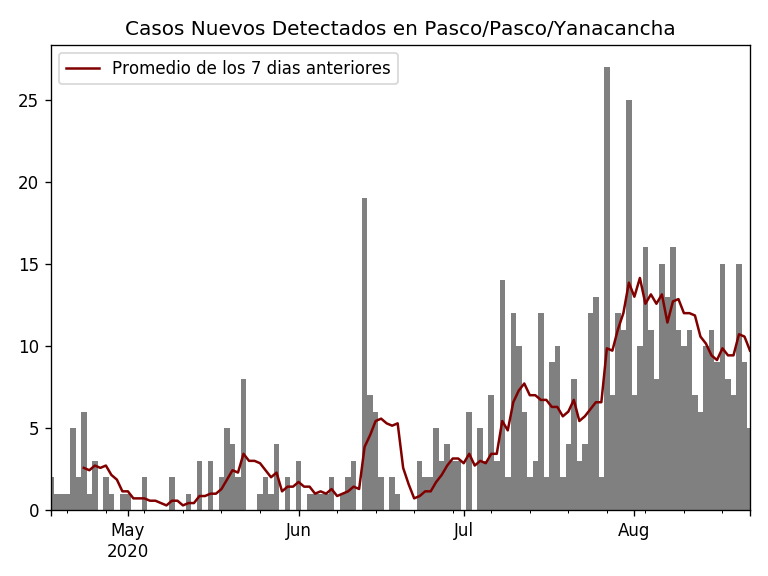 Casos Nuevos Detectados en Pasco/Pasco/Yanacancha
Promedio de los 7 dias anteriores
25
20
15
10
5
0
May
2020
Jun
Jul
Aug